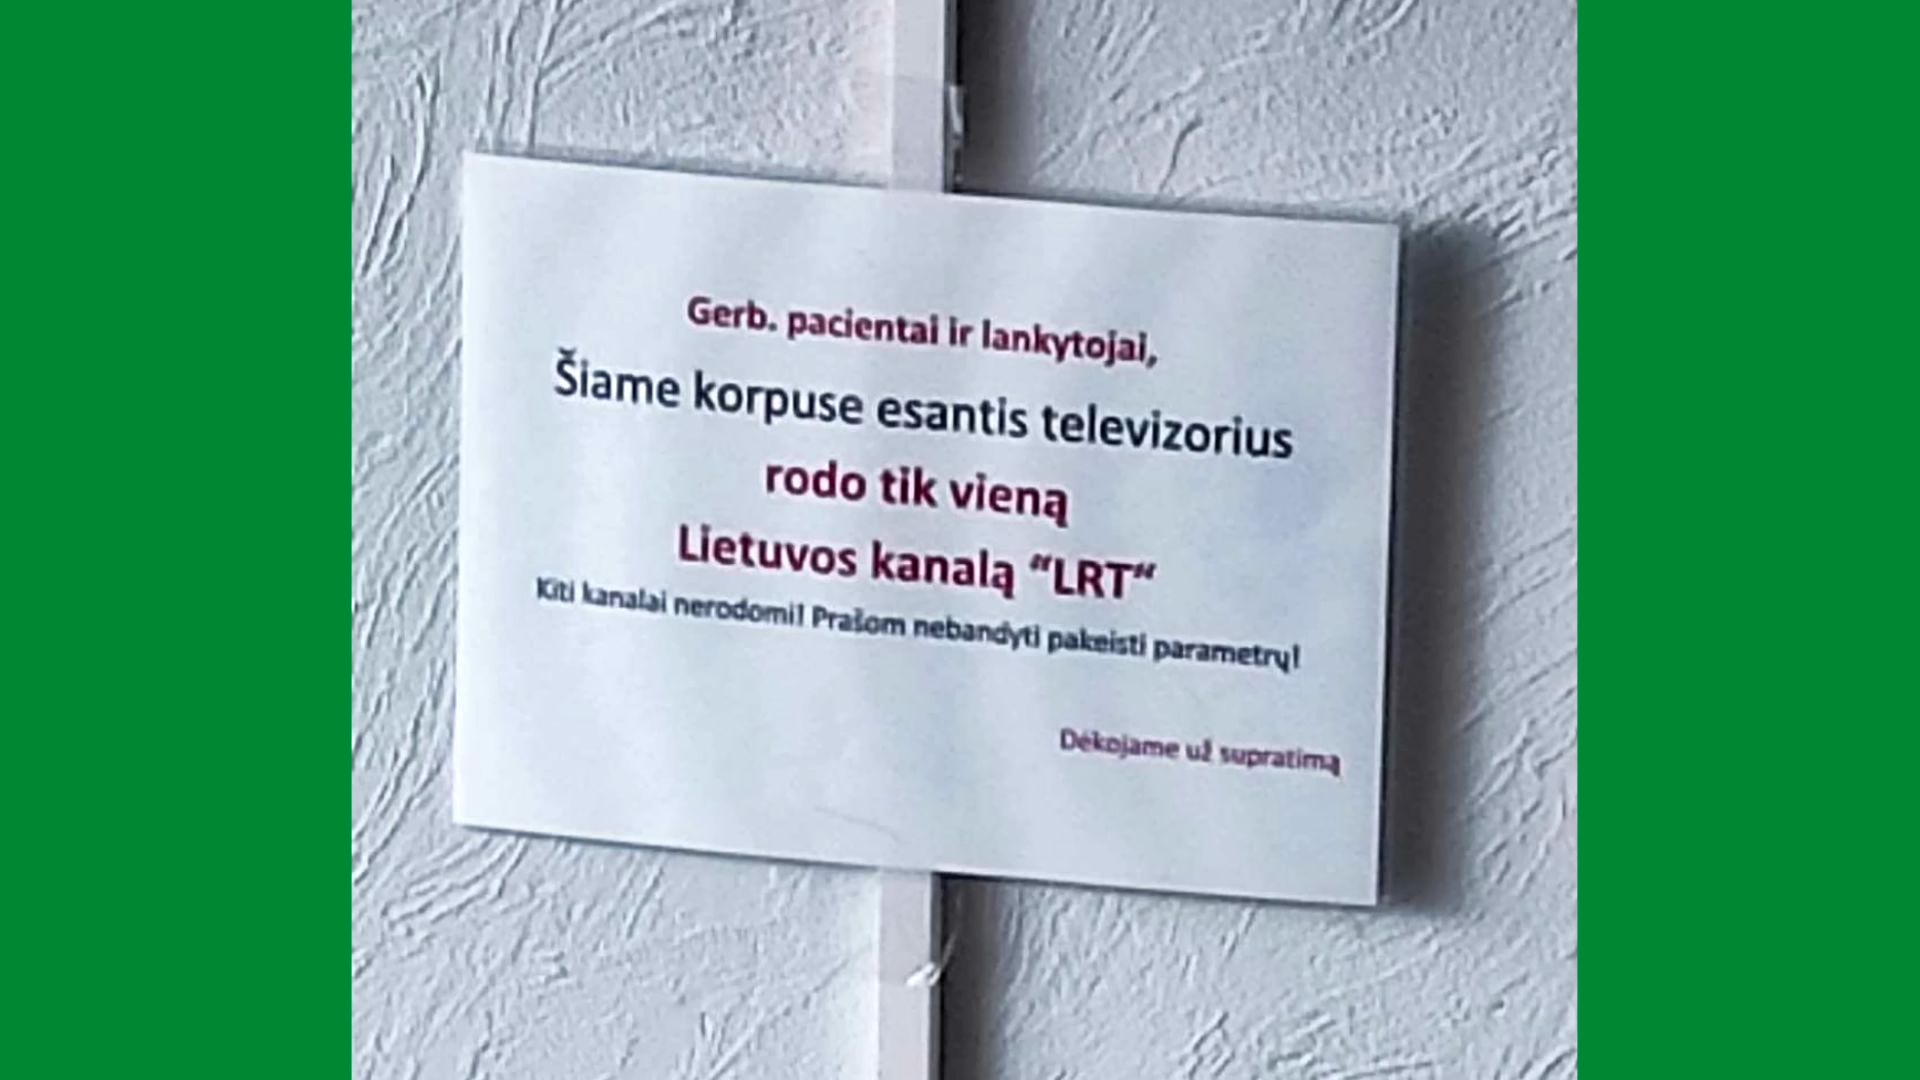 Gerb. pacientai ir lankytojai,
Šiame korpuse esantis televizorius
rodo tik vieną
Lietuvos kanalą “LRT“
Kiti kanalai nerodomi! Prašom nebandyti pakeisti parametrų!
Dėkojame už supratimą